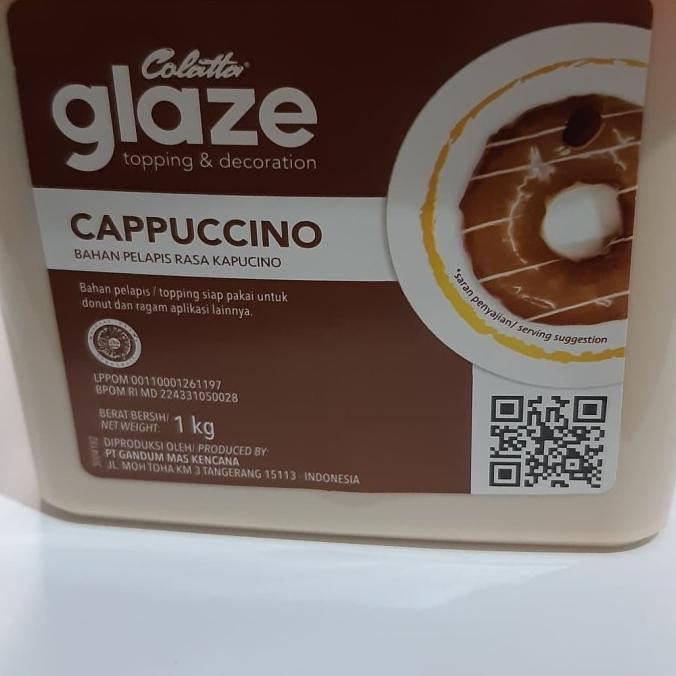 Colatta®
glaze
topping & decoration
CAPPUCCINO
BAHAN PELAPIS RASA KAPUCINO
Bahan pelapis / topping siap pakai untuk
donut dan ragam aplikasi lainnya.
LPPOM 00110001261197
BPOM RI MD 224331050028
BERAT BERSIH/
NET WEIGHT: 1 kg
DIPRODUKSI OLEH/ PRODUCED BY:
PT GANDUM MAS KENCANA
JL. MOH TOHA KM 3 TANGERANG 15113 - INDONESIA
*saran penyajian/ serving suggestion